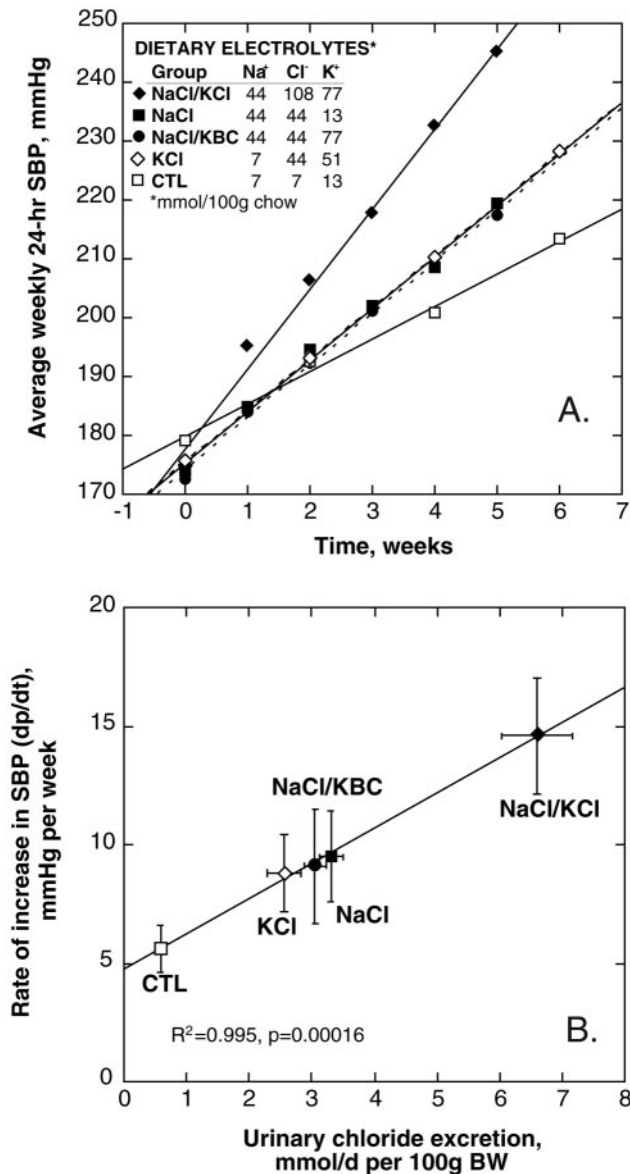 250
240
230
220
210
200
190
180
170
Average weekly 24-hr SBP, mmHg
DIETARY ELECTROLYTES*
Group Na⁺ Cl⁻ K⁺
NaCl/KCl 44 108 77
NaCl 44 44 13
NaCl/KBC 44 44 77
KCl 7 44 51
CTL 7 7 13
*mmol/100g chow
A.
-1 0 1 2 3 4 5 6 7
Time, weeks
20
15
10
5
0
Rate of increase in SBP (dp/dt),
mmHg per week
NaCl/KBC
NaCl/KCl
KCl
NaCl
CTL
R²=0.995, p=0.00016
B.
0 1 2 3 4 5 6 7 8
Urinary chloride excretion,
mmol/d per 100g BW